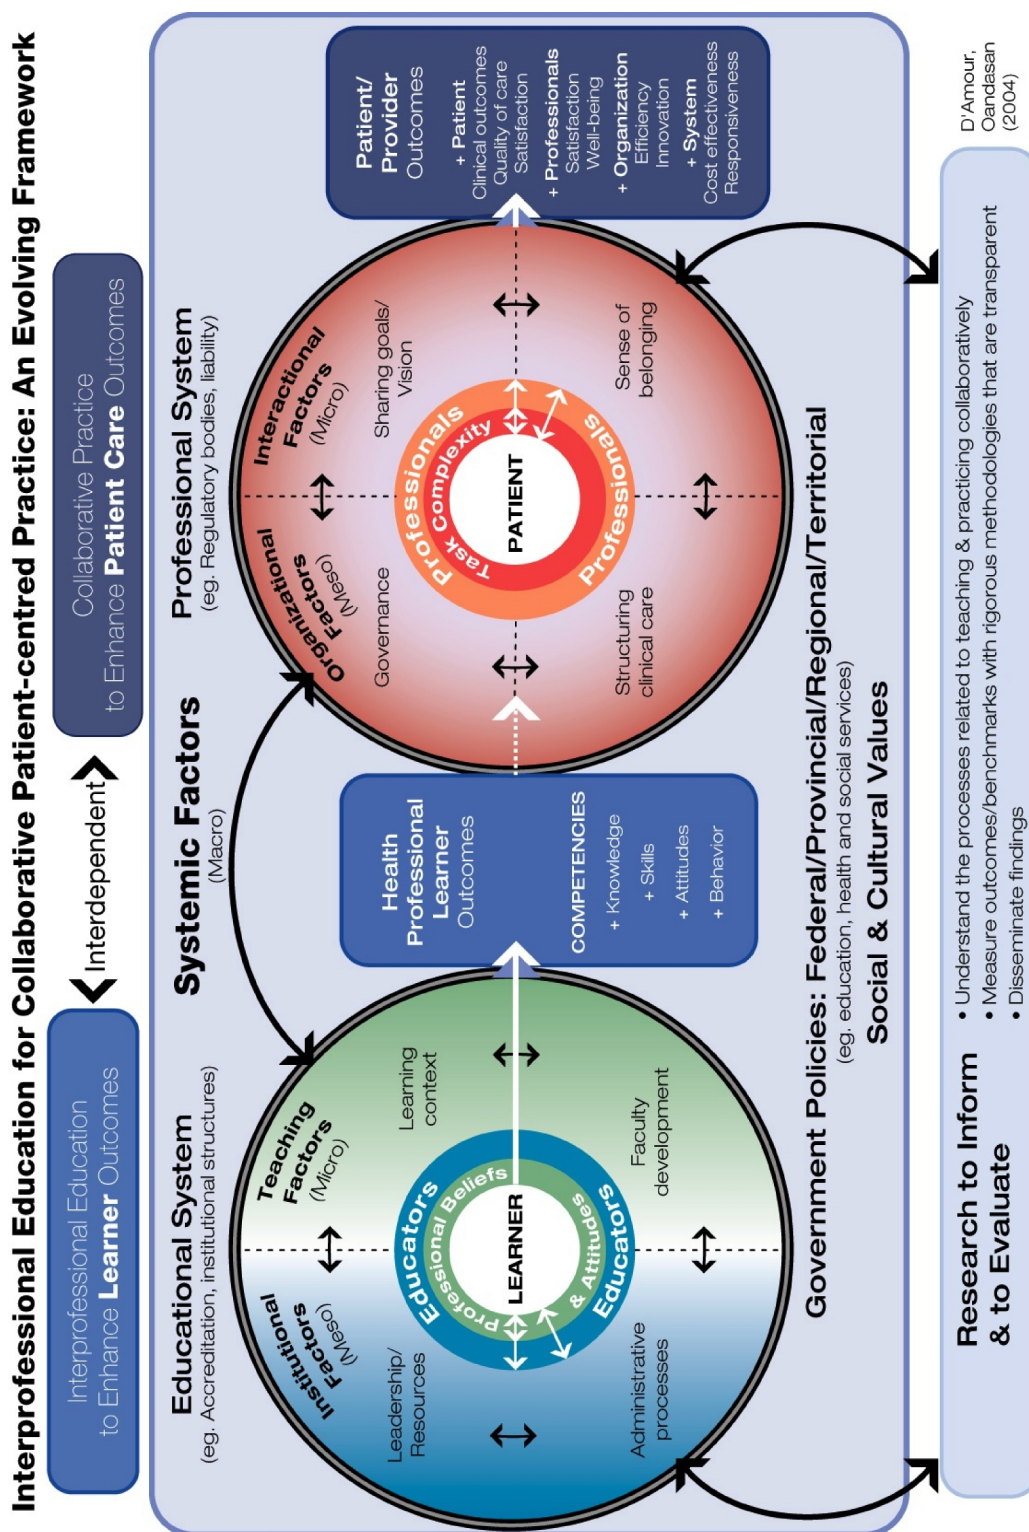 Interprofessional Education for Collaborative Patient-centred Practice: An Evolving Framework
Interprofessional Education
to Enhance Learner Outcomes
Interdependent
Collaborative Practice
to Enhance Patient Care Outcomes
Educational System
(eg. Accreditation, institutional structures)
Systemic Factors
(Macro)
Professional System
(eg. Regulatory bodies, liability)
Institutional
Factors
(Meso)
Teaching
Factors
(Micro)
Leadership/
Resources
Learning
context
Educators
Professional Beliefs
LEARNER
& Attitudes
Educators
Administrative
processes
Faculty
development
Health
Professional
Learner
Outcomes
COMPETENCIES
+ Knowledge
+ Skills
+ Attitudes
+ Behavior
Organizational
Factors
(Meso)
Interactional
Factors
(Micro)
Governance
Sharing goals/
Vision
Professionals
Task Complexity
PATIENT
Professionals
Structuring
clinical care
Sense of
belonging
Patient/
Provider
Outcomes
+ Patient
Clinical outcomes
Quality of care
Satisfaction
+ Professionals
Satisfaction
Well-being
+ Organization
Efficiency
Innovation
+ System
Cost effectiveness
Responsiveness
Government Policies: Federal/Provincial/Regional/Territorial
(eg. education, health and social services)
Social & Cultural Values
Research to Inform
& to Evaluate
• Understand the processes related to teaching & practicing collaboratively
• Measure outcomes/benchmarks with rigorous methodologies that are transparent
• Disseminate findings
D'Amour,
Oandasan
(2004)